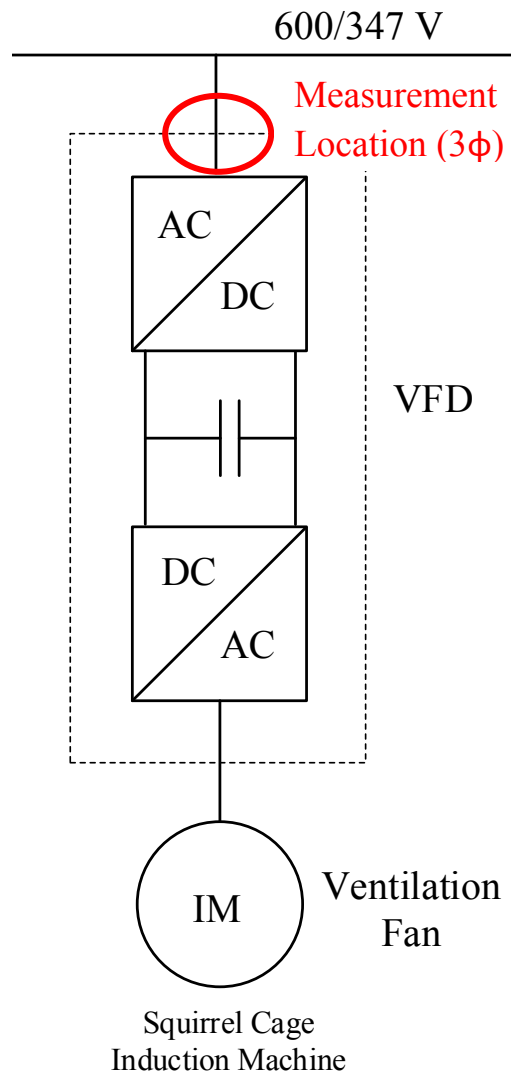 600/347 V
Measurement
Location (3ϕ)
AC
DC
VFD
DC
AC
IM
Ventilation
Fan
Squirrel Cage
Induction Machine